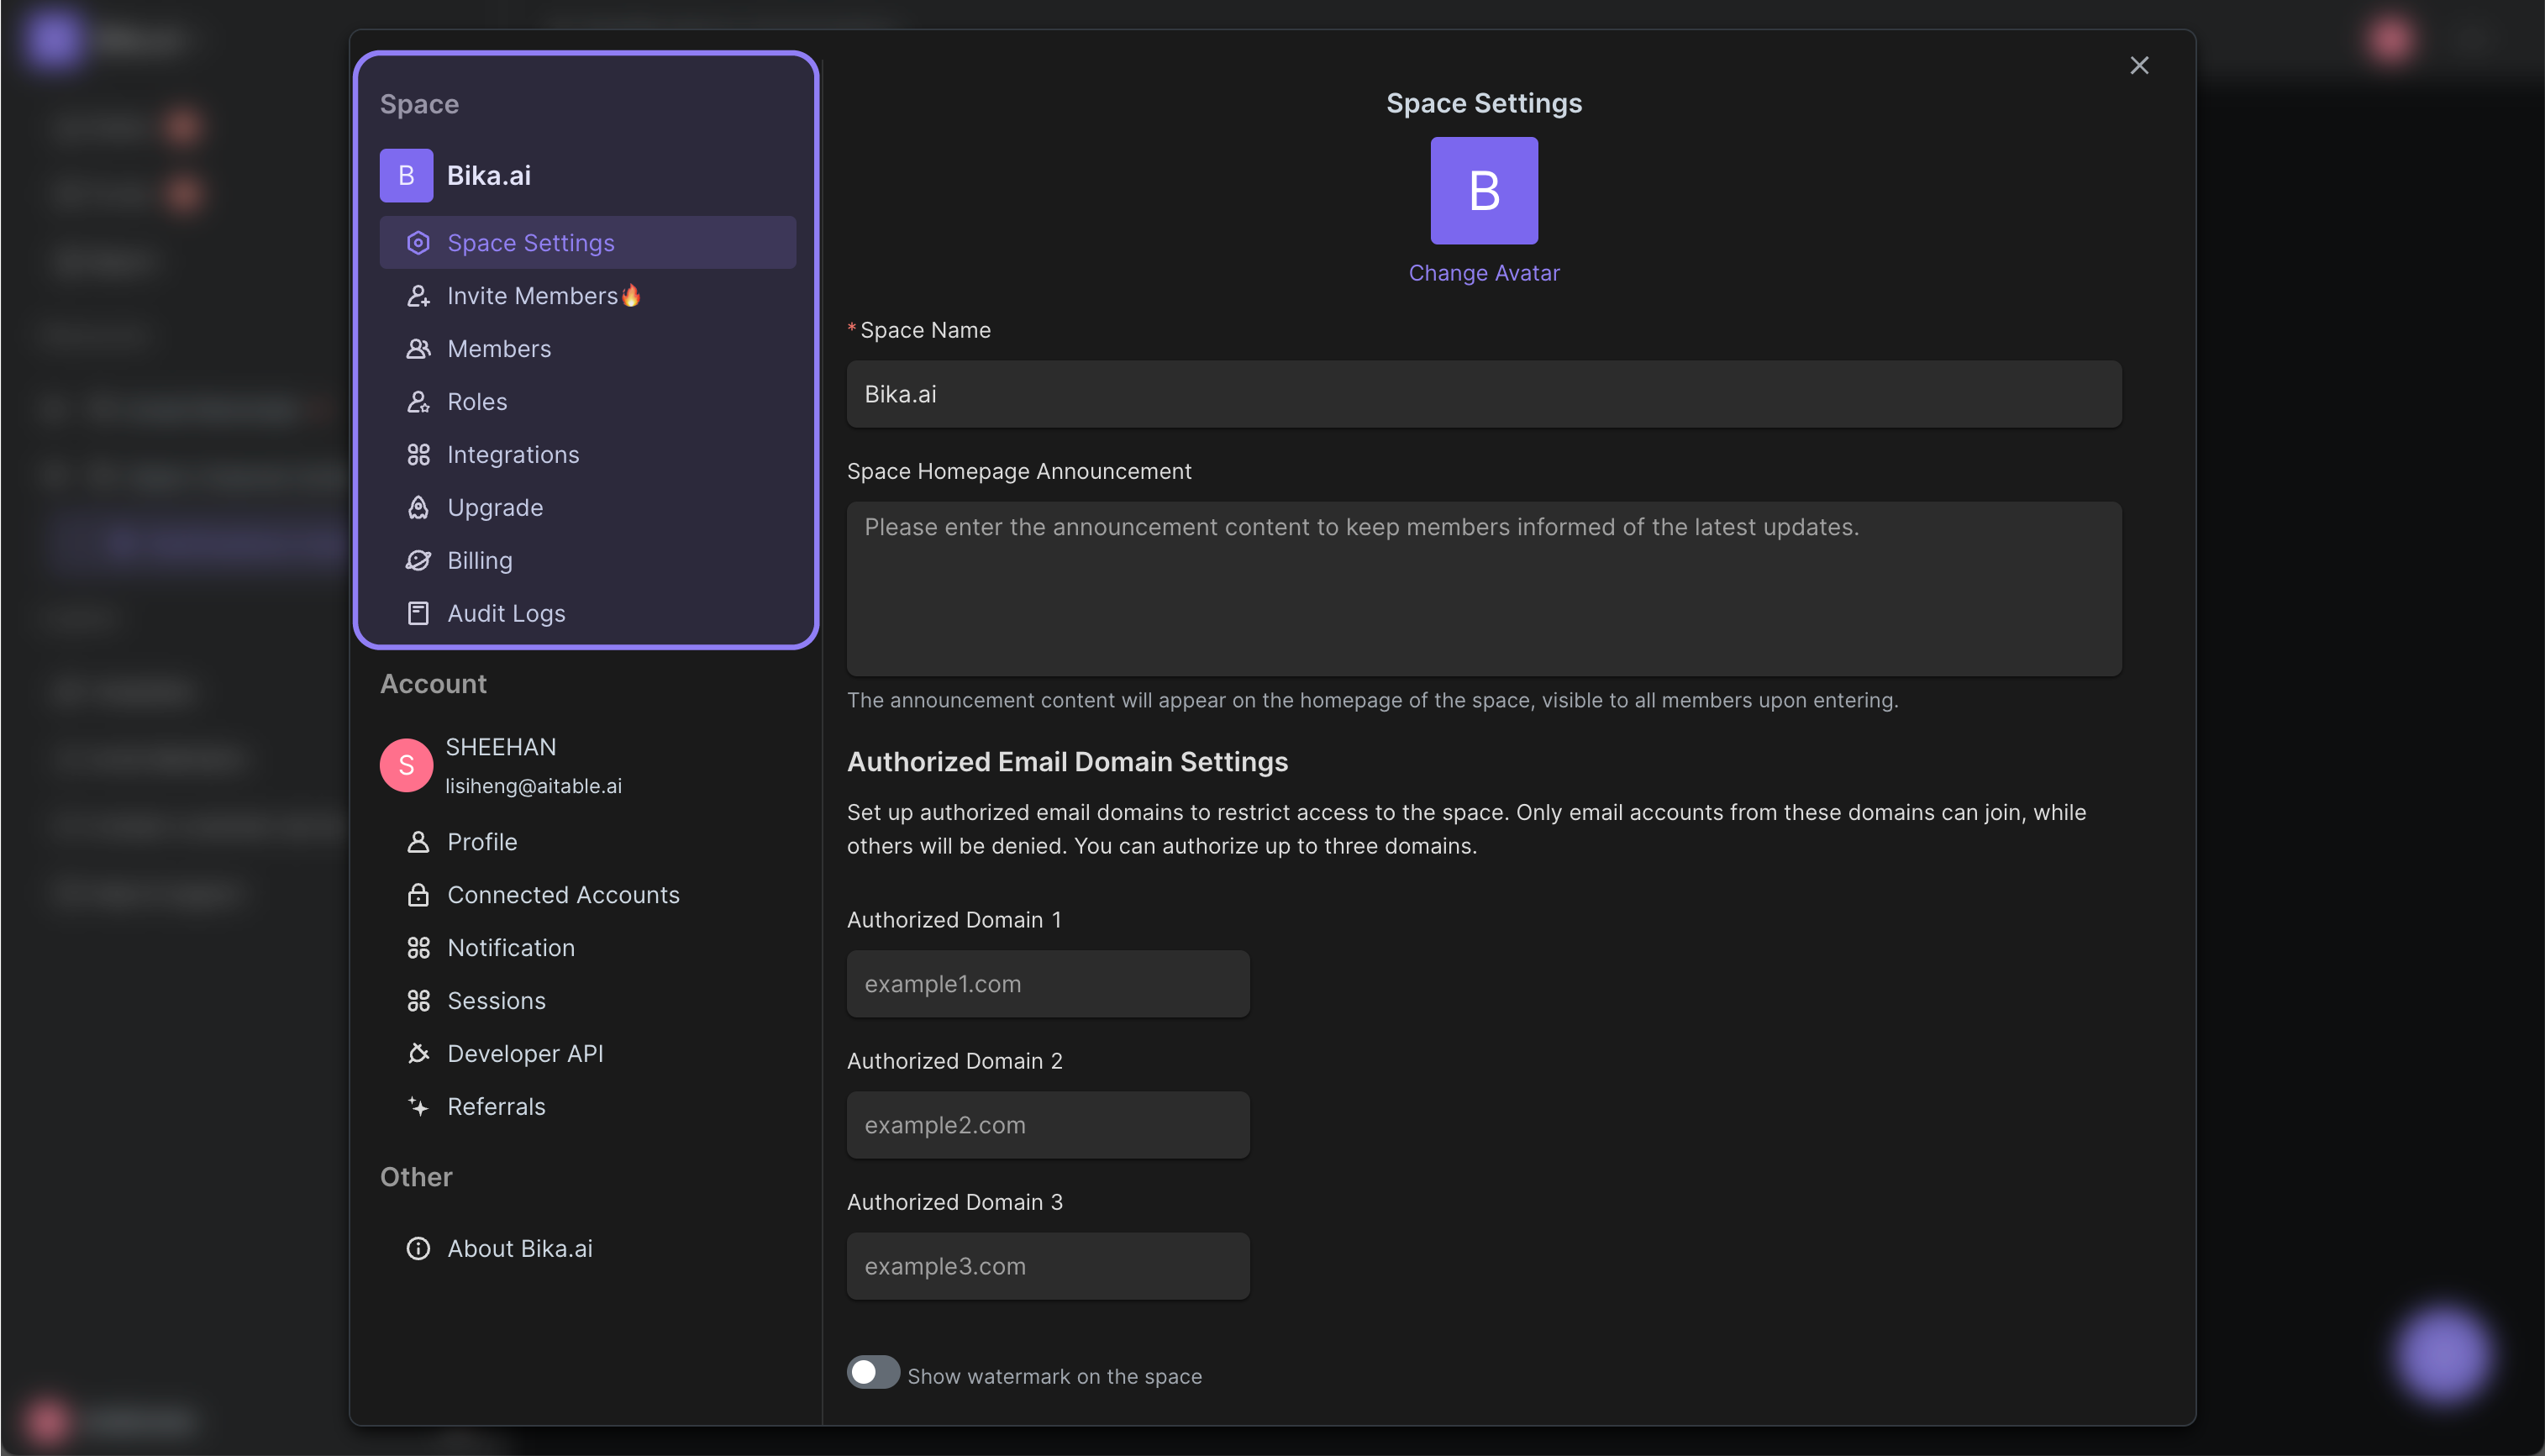 Space
B
Bika.ai
Space Settings
Invite Members🔥
Members
Roles
Integrations
Upgrade
Billing
Audit Logs
Account
S
SHEEHAN
lisiheng@aitable.ai
Profile
Connected Accounts
Notification
Sessions
Developer API
Referrals
Other
About Bika.ai
Space Settings
B
Change Avatar
*Space Name
Bika.ai
Space Homepage Announcement
Please enter the announcement content to keep members informed of the latest updates.
The announcement content will appear on the homepage of the space, visible to all members upon entering.
Authorized Email Domain Settings
Set up authorized email domains to restrict access to the space. Only email accounts from these domains can join, while
others will be denied. You can authorize up to three domains.
Authorized Domain 1
example1.com
Authorized Domain 2
example2.com
Authorized Domain 3
example3.com
Show watermark on the space